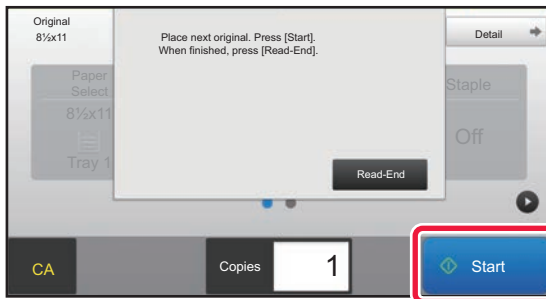 Original
8½x11
Place next original. Press [Start].
When finished, press [Read-End].
Detail
Paper
Select
8½x11
Tray 1
Staple
Off
Read-End
CA
Copies
1
Start